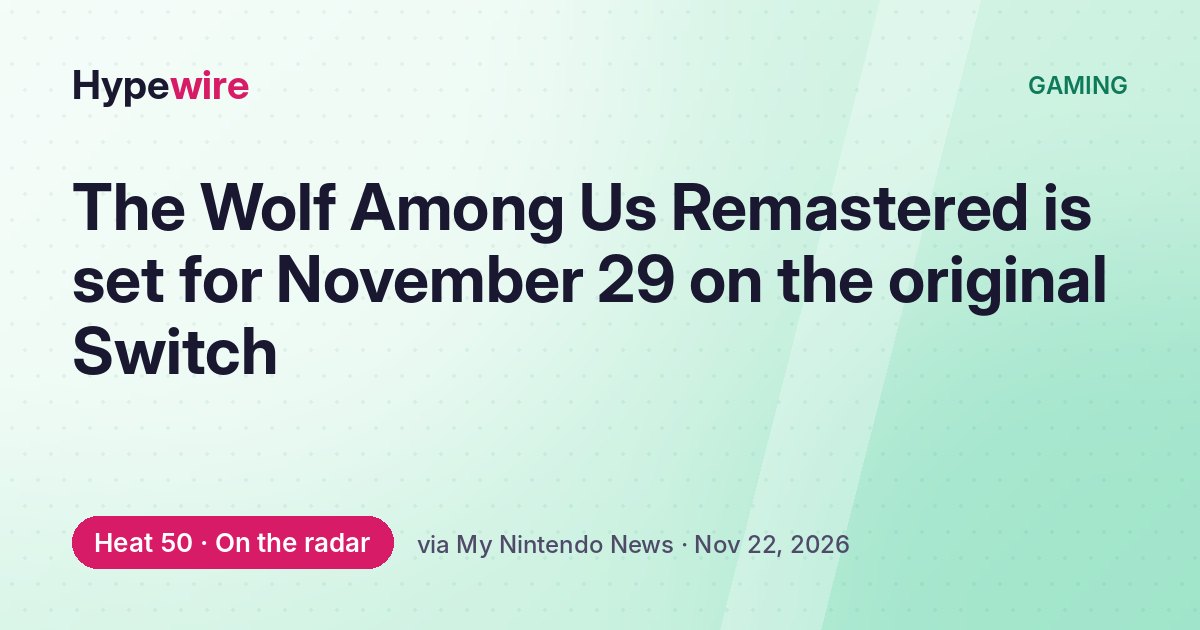 Hypewire
GAMING
The Wolf Among Us Remastered is
set for November 29 on the original
Switch
Heat 50 · On the radar
via My Nintendo News · Nov 22, 2026